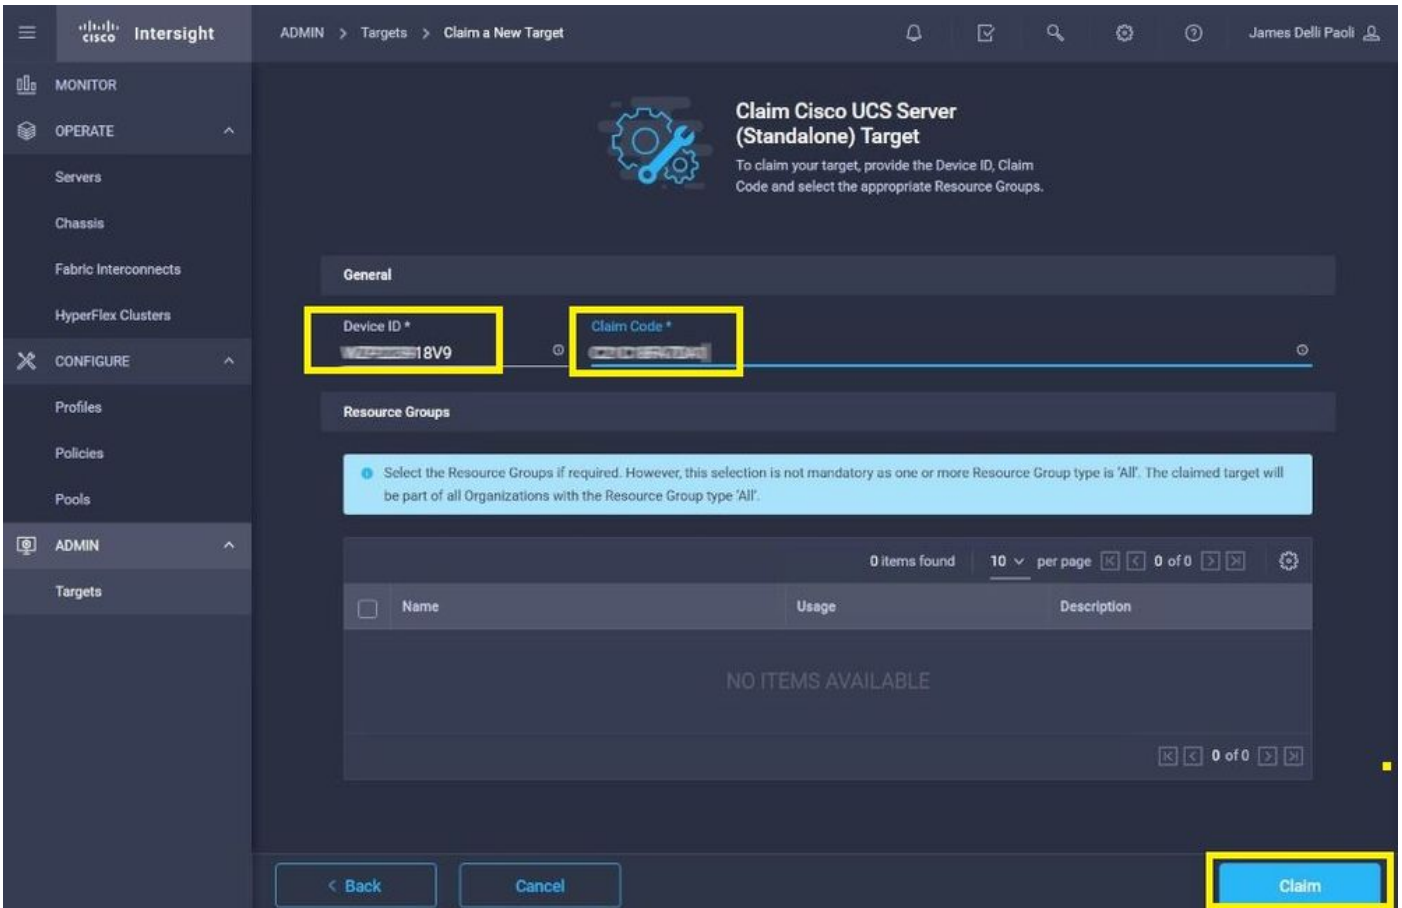 cisco Intersight
ADMIN > Targets > Claim a New Target
James Delli Paoli
MONITOR
OPERATE
Servers
Chassis
Fabric Interconnects
HyperFlex Clusters
CONFIGURE
Profiles
Policies
Pools
ADMIN
Targets
Claim Cisco UCS Server
(Standalone) Target
To claim your target, provide the Device ID, Claim
Code and select the appropriate Resource Groups.
General
Device ID *
18V9
Claim Code *
Resource Groups
Select the Resource Groups if required. However, this selection is not mandatory as one or more Resource Group type is 'All'. The claimed target will
be part of all Organizations with the Resource Group type 'All'.
0 items found 10 per page 0 of 0
Name Usage Description
NO ITEMS AVAILABLE
0 of 0
< Back Cancel Claim